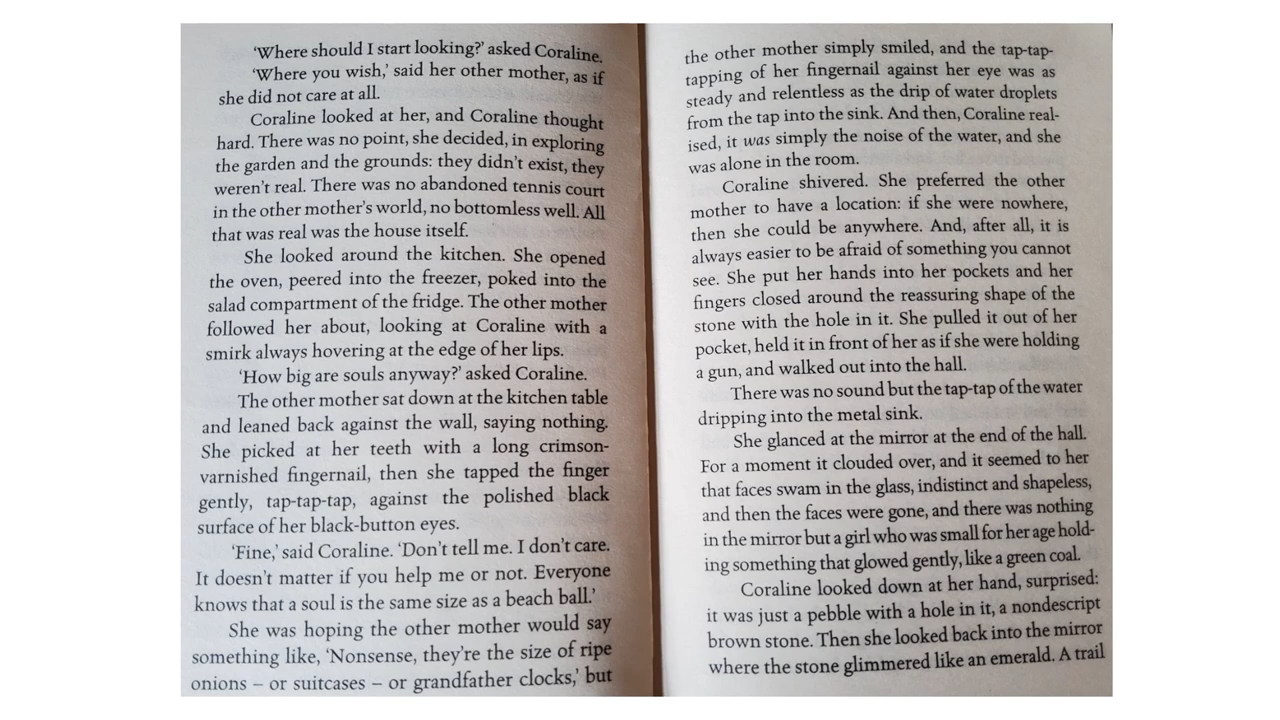 'Where should I start looking?' asked Coraline.
'Where you wish,' said her other mother, as if
she did not care at all.
Coraline looked at her, and Coraline thought
hard. There was no point, she decided, in exploring
the garden and the grounds: they didn't exist, they
weren't real. There was no abandoned tennis court
in the other mother's world, no bottomless well. All
that was real was the house itself.
She looked around the kitchen. She opened
the oven, peered into the freezer, poked into the
salad compartment of the fridge. The other mother
followed her about, looking at Coraline with a
smirk always hovering at the edge of her lips.
'How big are souls anyway?' asked Coraline.
The other mother sat down at the kitchen table
and leaned back against the wall, saying nothing.
She picked at her teeth with a long crimson-
varnished fingernail, then she tapped the finger
gently, tap-tap-tap, against the polished black
surface of her black-button eyes.
'Fine,' said Coraline. 'Don't tell me. I don't care.
It doesn't matter if you help me or not. Everyone
knows that a soul is the same size as a beach ball.'
She was hoping the other mother would say
something like, 'Nonsense, they're the size of ripe
onions – or suitcases – or grandfather clocks,' but
the other mother simply smiled, and the tap-tap-
tapping of her fingernail against her eye was as
steady and relentless as the drip of water droplets
from the tap into the sink. And then, Coraline real-
ised, it was simply the noise of the water, and she
was alone in the room.
Coraline shivered. She preferred the other
mother to have a location: if she were nowhere,
then she could be anywhere. And, after all, it is
always easier to be afraid of something you cannot
see. She put her hands into her pockets and her
fingers closed around the reassuring shape of the
stone with the hole in it. She pulled it out of her
pocket, held it in front of her as if she were holding
a gun, and walked out into the hall.
There was no sound but the tap-tap of the water
dripping into the metal sink.
She glanced at the mirror at the end of the hall.
For a moment it clouded over, and it seemed to her
that faces swam in the glass, indistinct and shapeless,
and then the faces were gone, and there was nothing
in the mirror but a girl who was small for her age hold-
ing something that glowed gently, like a green coal.
Coraline looked down at her hand, surprised:
it was just a pebble with a hole in it, a nondescript
brown stone. Then she looked back into the mirror
where the stone glimmered like an emerald. A trail